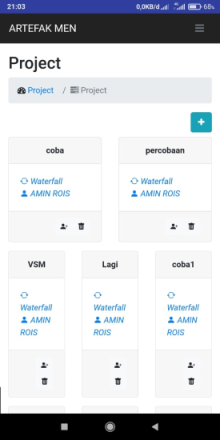 21:03 0,0KB/d 68%
ARTEFAK MEN
Project
Project / Project
+
coba percobaan
Waterfall Waterfall
AMIN ROIS AMIN ROIS
VSM Lagi coba1
Waterfall Waterfall Waterfall
AMIN AMIN AMIN
ROIS ROIS ROIS